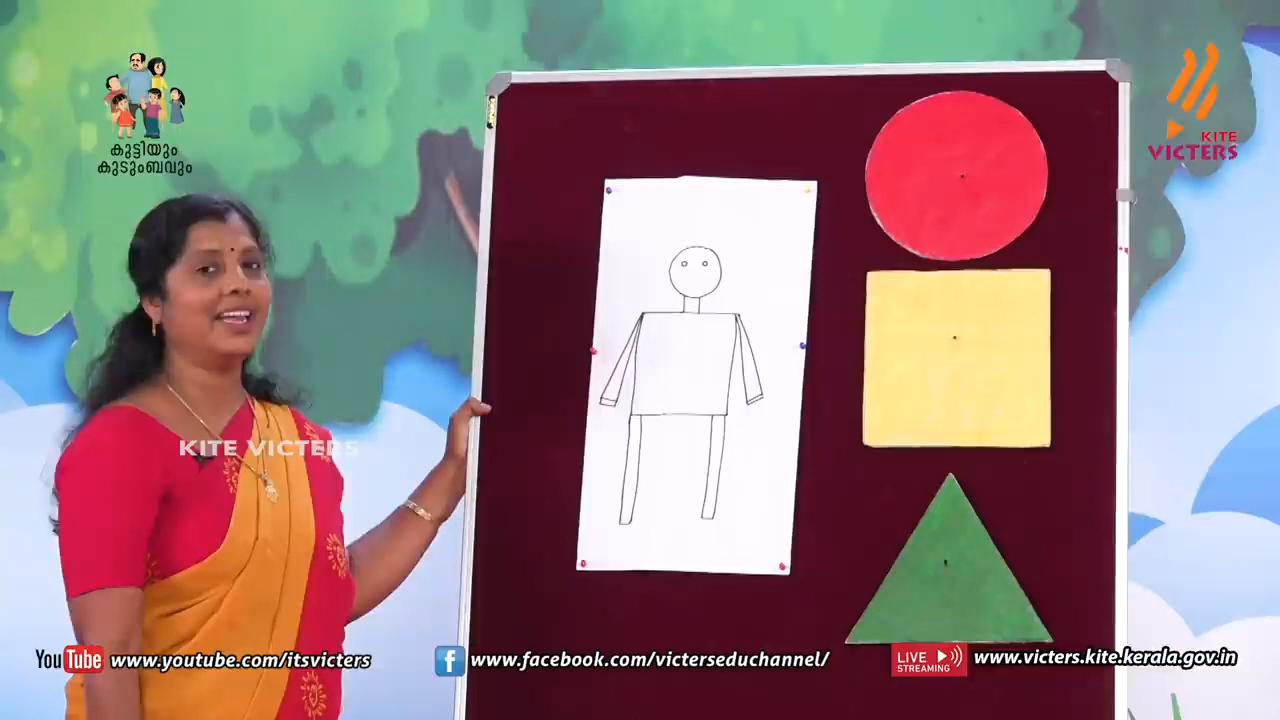 കുട്ടിയും
കുടുംബവും
KITE
VICTERS
KITE VICTERS
YouTube www.youtube.com/itsvicters
f www.facebook.com/victerseduchannel/
LIVE STREAMING www.victers.kite.kerala.gov.in